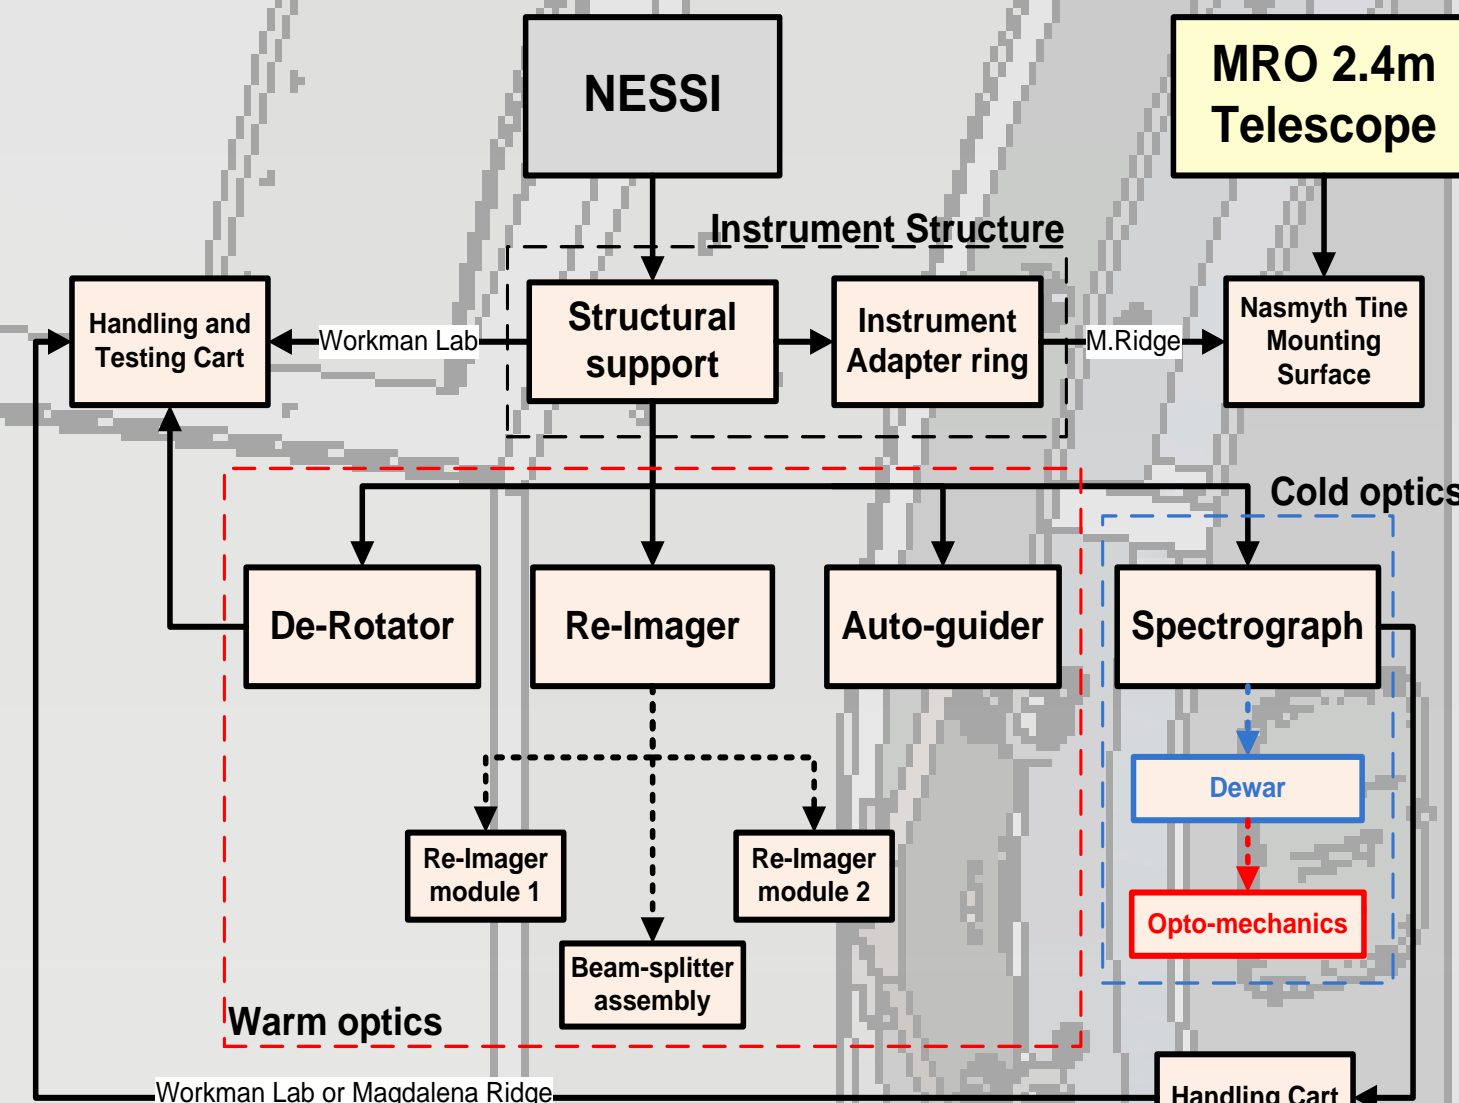 NESSI
MRO 2.4m
Telescope
Instrument Structure
Handling and
Testing Cart
Workman Lab
Structural
support
Instrument
Adapter ring
M.Ridge
Nasmyth Tine
Mounting
Surface
Cold optics
De-Rotator
Re-Imager
Auto-guider
Spectrograph
Dewar
Re-Imager
module 1
Re-Imager
module 2
Opto-mechanics
Beam-splitter
assembly
Warm optics
Workman Lab or Magdalena Ridge
Handling Cart